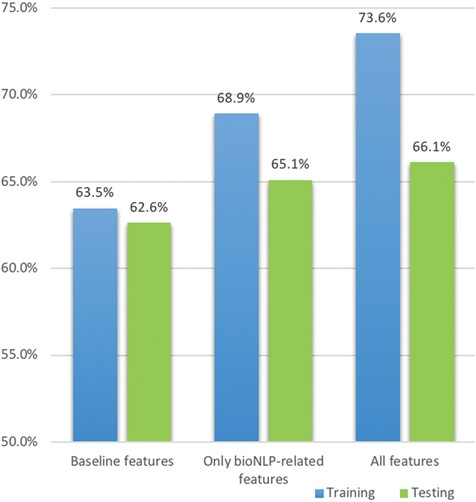 75.0%
73.6%
70.0%
68.9%
66.1%
65.1%
65.0%
63.5%
62.6%
60.0%
55.0%
50.0%
Baseline features
Only bioNLP-related
features
All features
Training
Testing